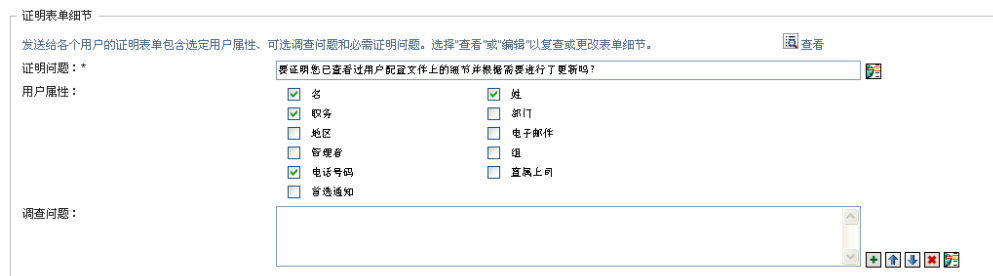 证明表单细节
发送给各个用户的证明表单包含选定用户属性、可选调查问题和必需证明问题。选择"查看"或"编辑"以复查或更改表单细节。 查看
证明问题：* 要证明您已查看过用户配置文件上的细节并根据需要进行了更新吗?
用户属性： 名 姓
职务 部门
地区 电子邮件
管理者 组
电话号码 直属上司
首选通知
调查问题：